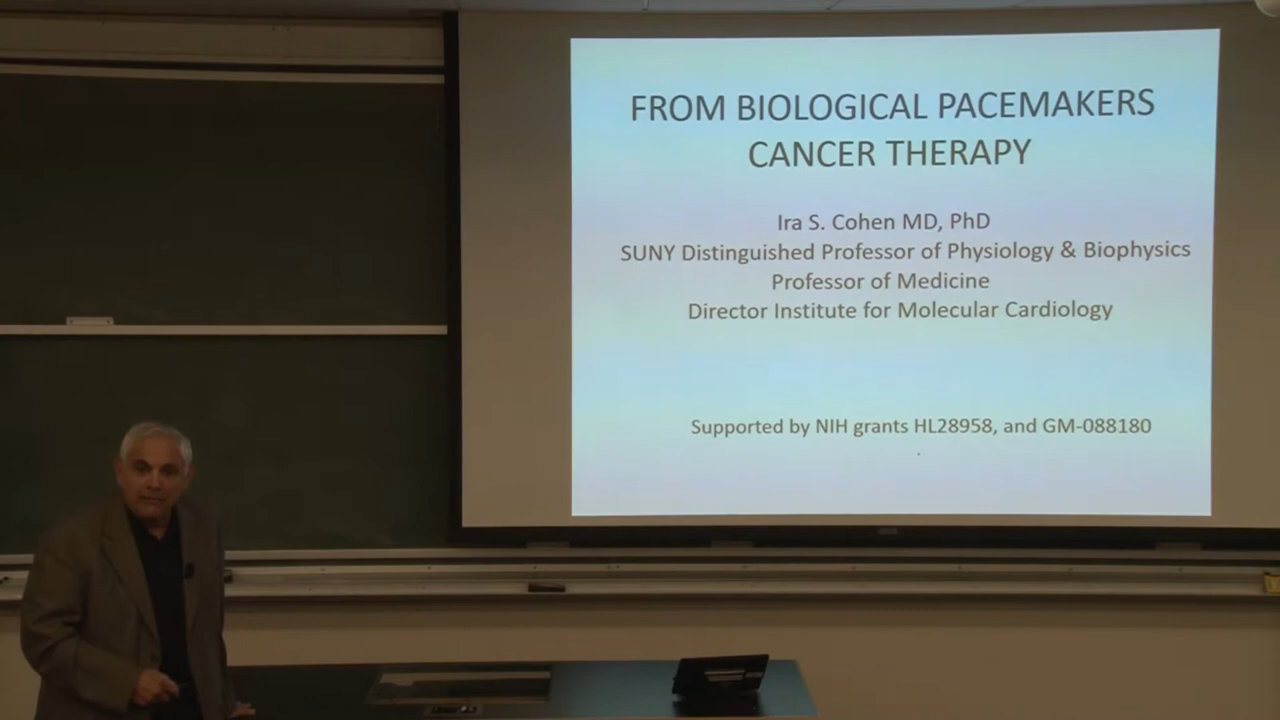 FROM BIOLOGICAL PACEMAKERS
CANCER THERAPY
Ira S. Cohen MD, PhD
SUNY Distinguished Professor of Physiology & Biophysics
Professor of Medicine
Director Institute for Molecular Cardiology
Supported by NIH grants HL28958, and GM-088180